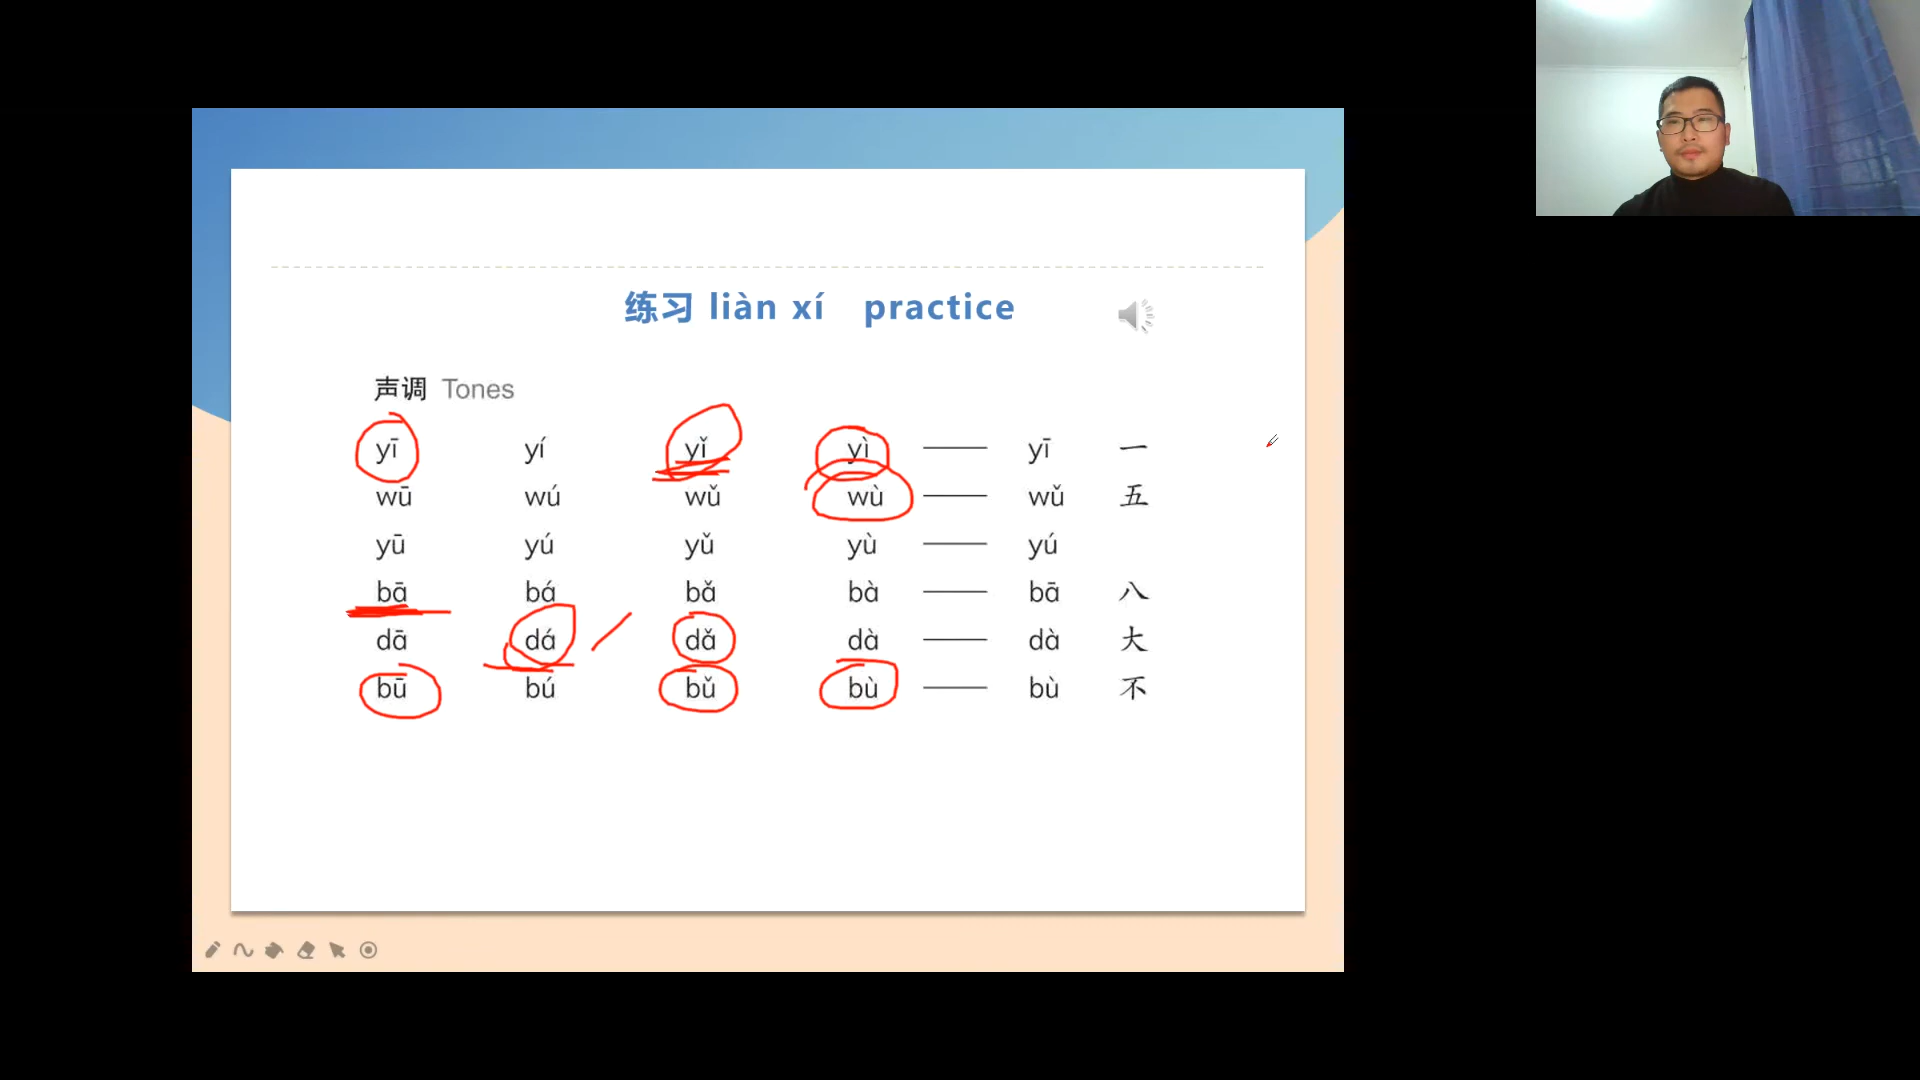 练习 liàn xí practice
声调 Tones
yī yí yǐ yì —— yī 一
wū wú wǔ wù —— wǔ 五
yū yú yǔ yù —— yú
bā bá bǎ bà —— bā 八
dā dá dǎ dà —— dà 大
bū bú bǔ bù —— bù 不